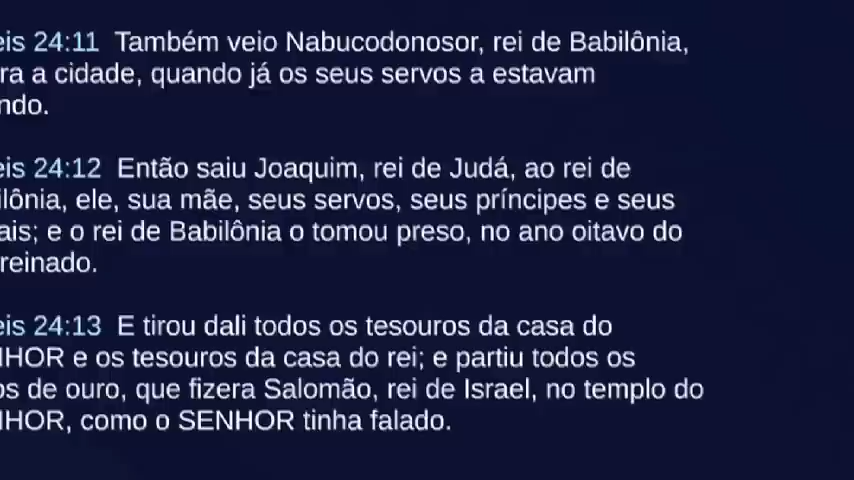 eis 24:11 Também veio Nabucodonosor, rei de Babilônia,
ra a cidade, quando já os seus servos a estavam
ndo.
eis 24:12 Então saiu Joaquim, rei de Judá, ao rei de
ilônia, ele, sua mãe, seus servos, seus príncipes e seus
ais; e o rei de Babilônia o tomou preso, no ano oitavo do
reinado.
eis 24:13 E tirou dali todos os tesouros da casa do
HOR e os tesouros da casa do rei; e partiu todos os
os de ouro, que fizera Salomão, rei de Israel, no templo do
HOR, como o SENHOR tinha falado.